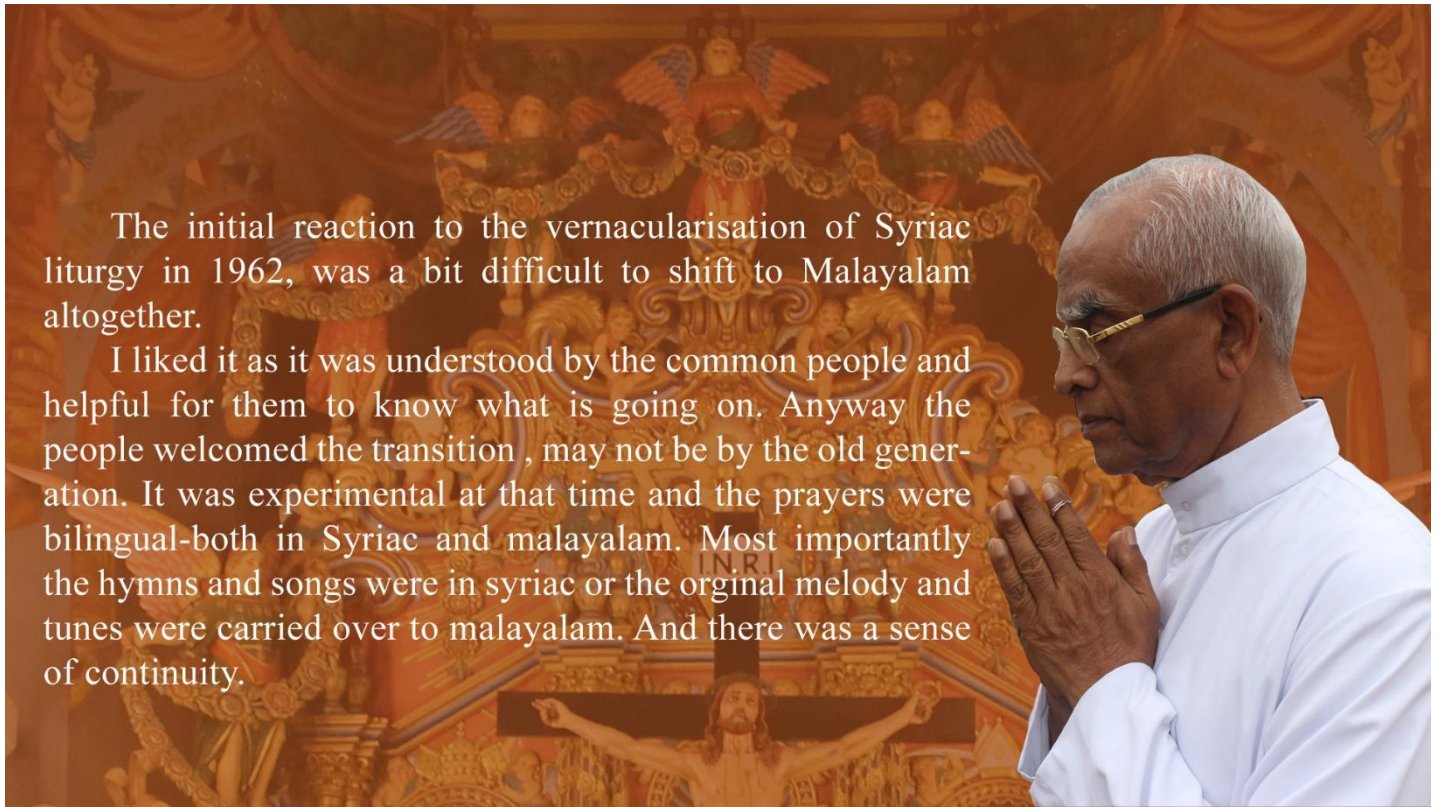 The initial reaction to the vernacularisation of Syriac
liturgy in 1962, was a bit difficult to shift to Malayalam
altogether.
I liked it as it was understood by the common people and
helpful for them to know what is going on. Anyway the
people welcomed the transition , may not be by the old gener-
ation. It was experimental at that time and the prayers were
bilingual-both in Syriac and malayalam. Most importantly
the hymns and songs were in syriac or the orginal melody and
tunes were carried over to malayalam. And there was a sense
of continuity.
I.N.R.I